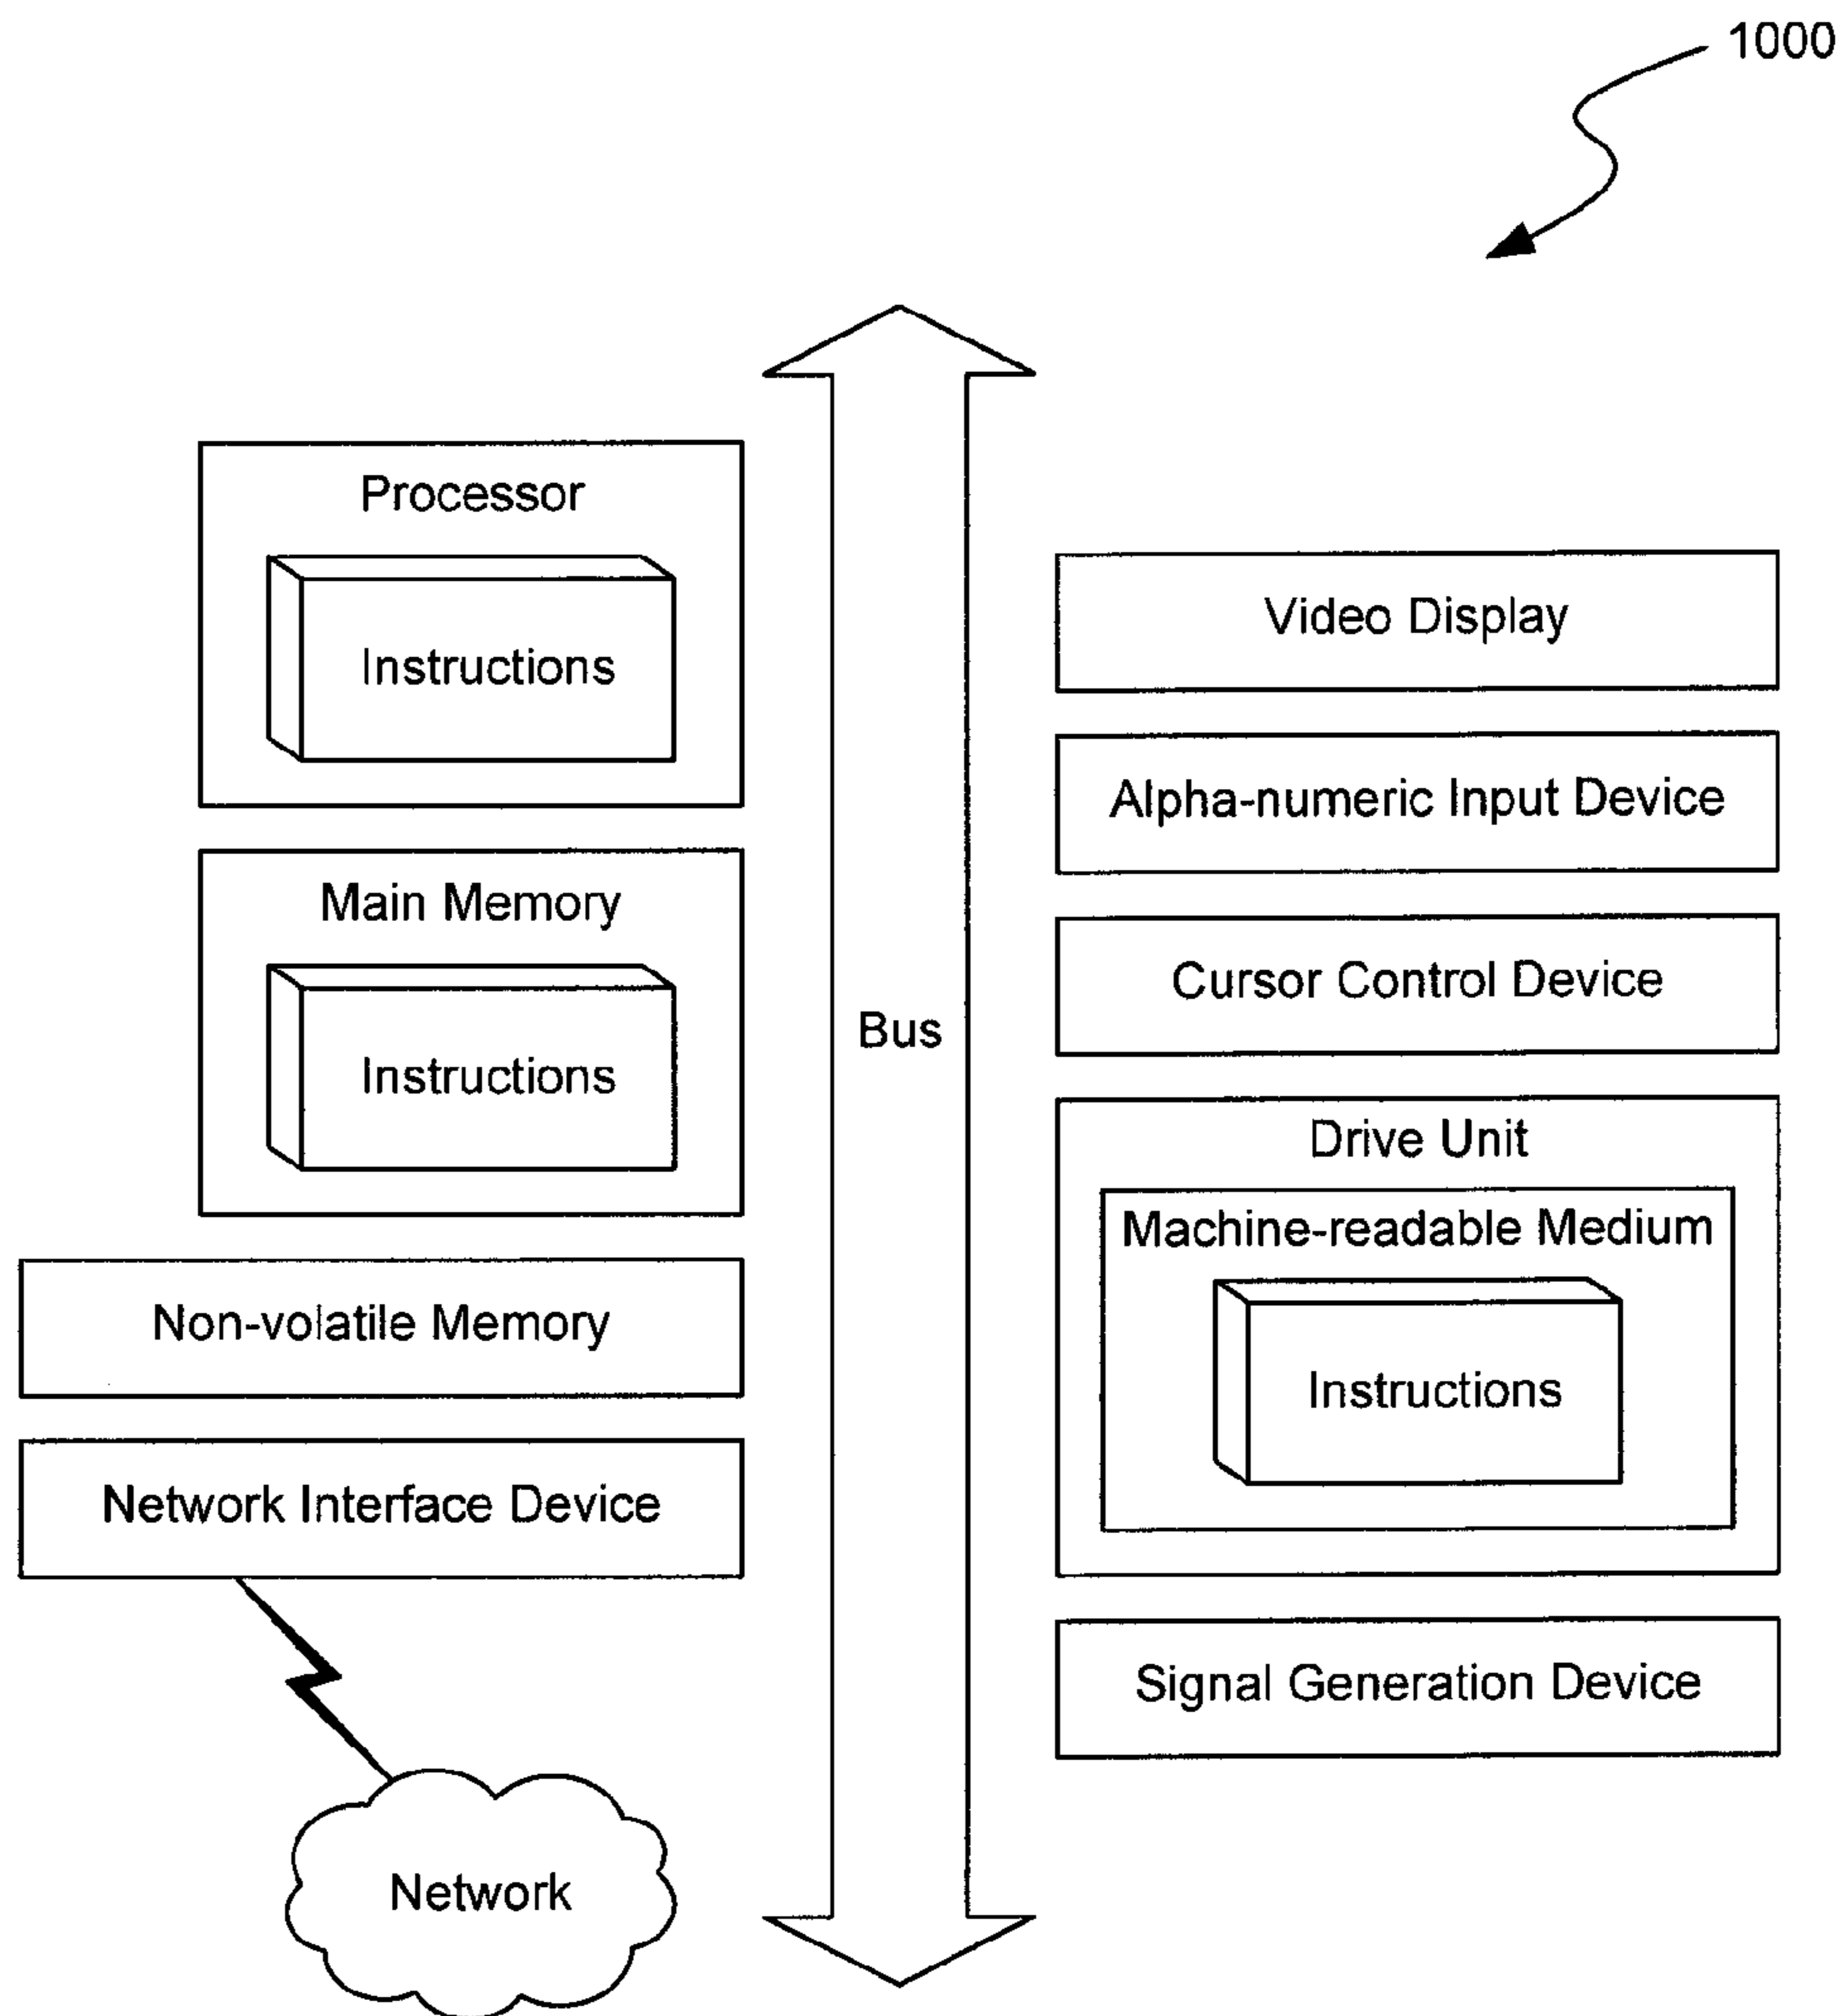 1000
Processor
Instructions
Main Memory
Instructions
Non-volatile Memory
Network Interface Device
Network
Bus
Video Display
Alpha-numeric Input Device
Cursor Control Device
Drive Unit
Machine-readable Medium
Instructions
Signal Generation Device